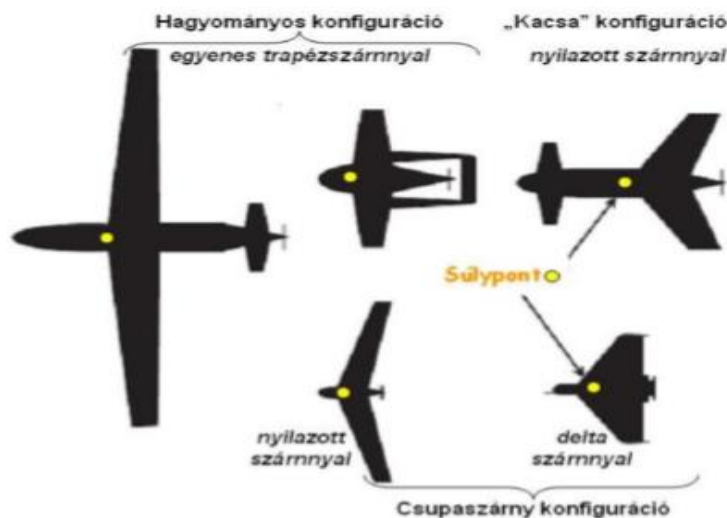 Hagyományos konfiguráció
egyenes trapézszárnnyal
„Kacsa” konfiguráció
nyilazott szárnnyal
Súlypont
nyilazott
szárnnyal
delta
szárnnyal
Csupaszárny konfiguráció